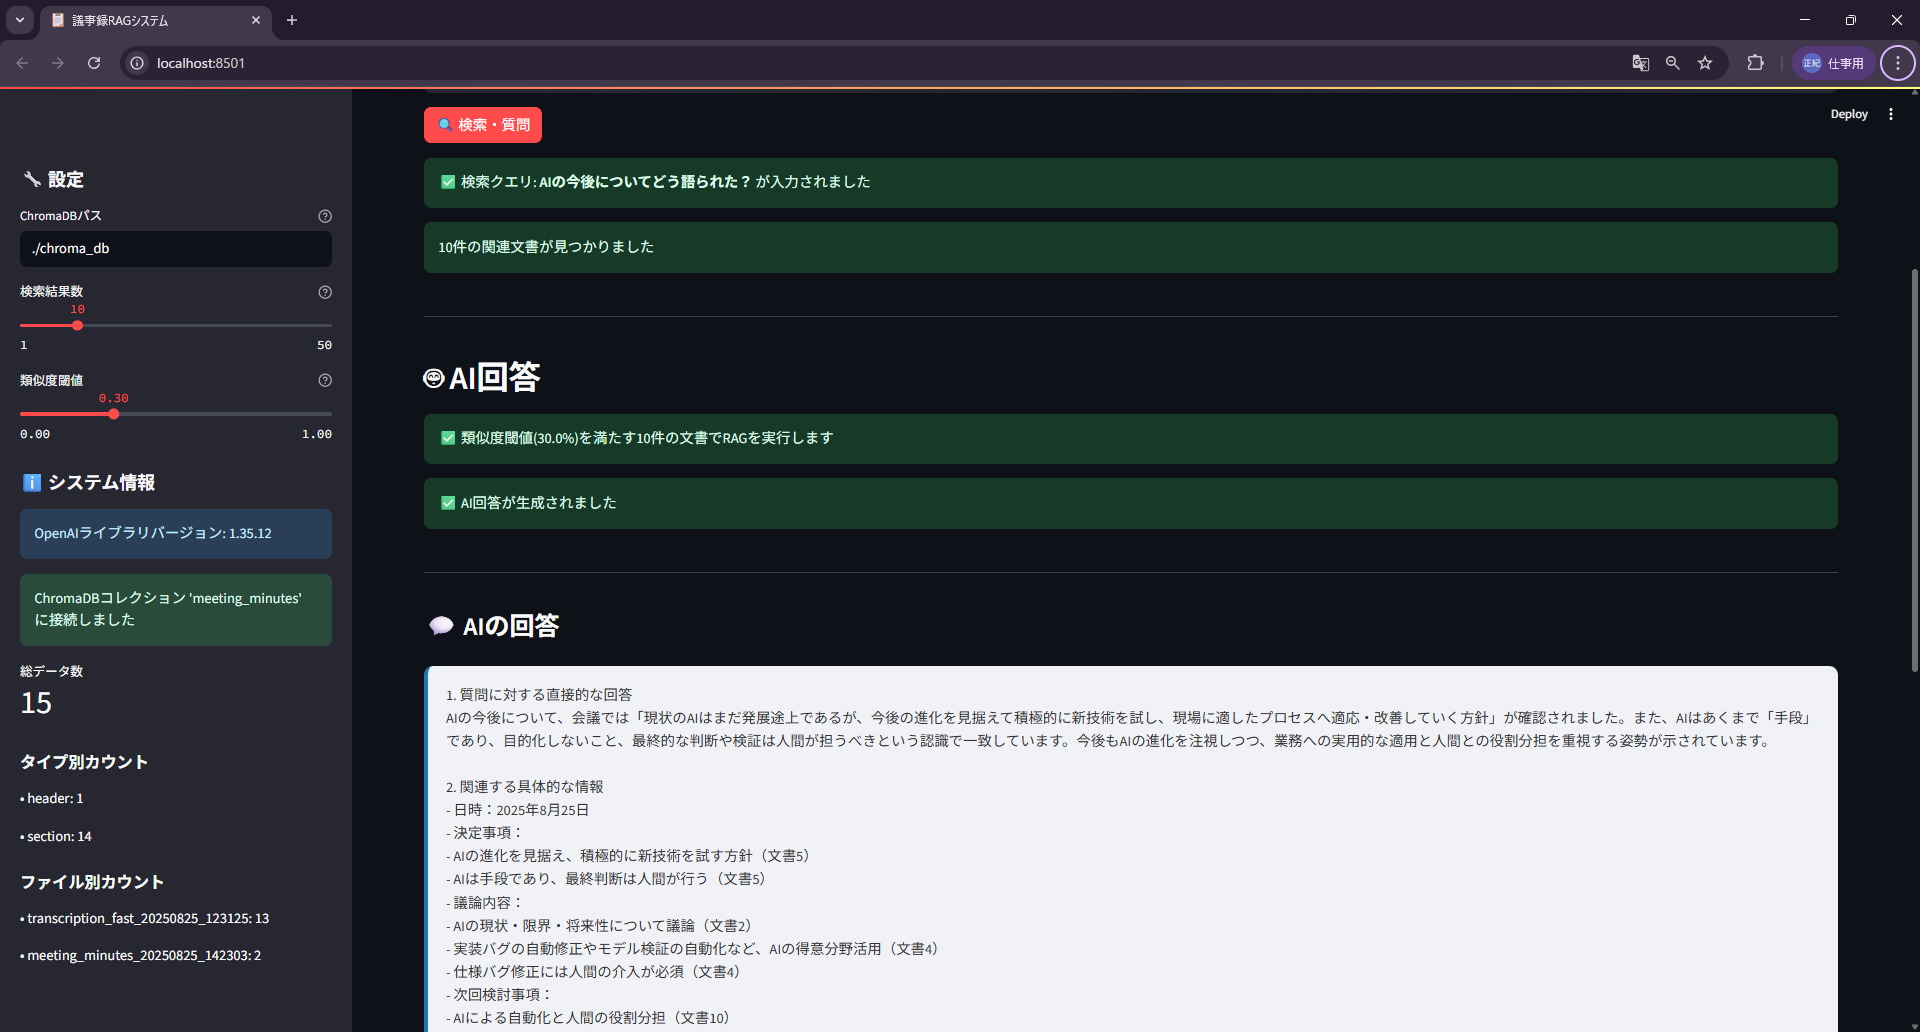 議事録RAGシステム
localhost:8501
正紀
仕事用
Deploy
設定
ChromaDBパス
./chroma_db
検索結果数
10
1
50
類似度閾値
0.30
0.00
1.00
システム情報
OpenAIライブラリバージョン: 1.35.12
ChromaDBコレクション 'meeting_minutes'
に接続しました
総データ数
15
タイプ別カウント
• header: 1
• section: 14
ファイル別カウント
• transcription_fast_20250825_123125: 13
• meeting_minutes_20250825_142303: 2
検索・質問
検索クエリ: AIの今後についてどう語られた？ が入力されました
10件の関連文書が見つかりました
AI回答
類似度閾値(30.0%)を満たす10件の文書でRAGを実行します
AI回答が生成されました
AIの回答
1. 質問に対する直接的な回答
AIの今後について、会議では「現状のAIはまだ発展途上であるが、今後の進化を見据えて積極的に新技術を試し、現場に適したプロセスへ適応・改善していく方針」が確認されました。また、AIはあくまで「手段」
であり、目的化しないこと、最終的な判断や検証は人間が担うべきという認識で一致しています。今後もAIの進化を注視しつつ、業務への実用的な適用と人間との役割分担を重視する姿勢が示されています。
2. 関連する具体的な情報
- 日時：2025年8月25日
- 決定事項：
- AIの進化を見据え、積極的に新技術を試す方針（文書5）
- AIは手段であり、最終判断は人間が行う（文書5）
- 議論内容：
- AIの現状・限界・将来性について議論（文書2）
- 実装バグの自動修正やモデル検証の自動化など、AIの得意分野活用（文書4）
- 仕様バグ修正には人間の介入が必須（文書4）
- 次回検討事項：
- AIによる自動化と人間の役割分担（文書10）